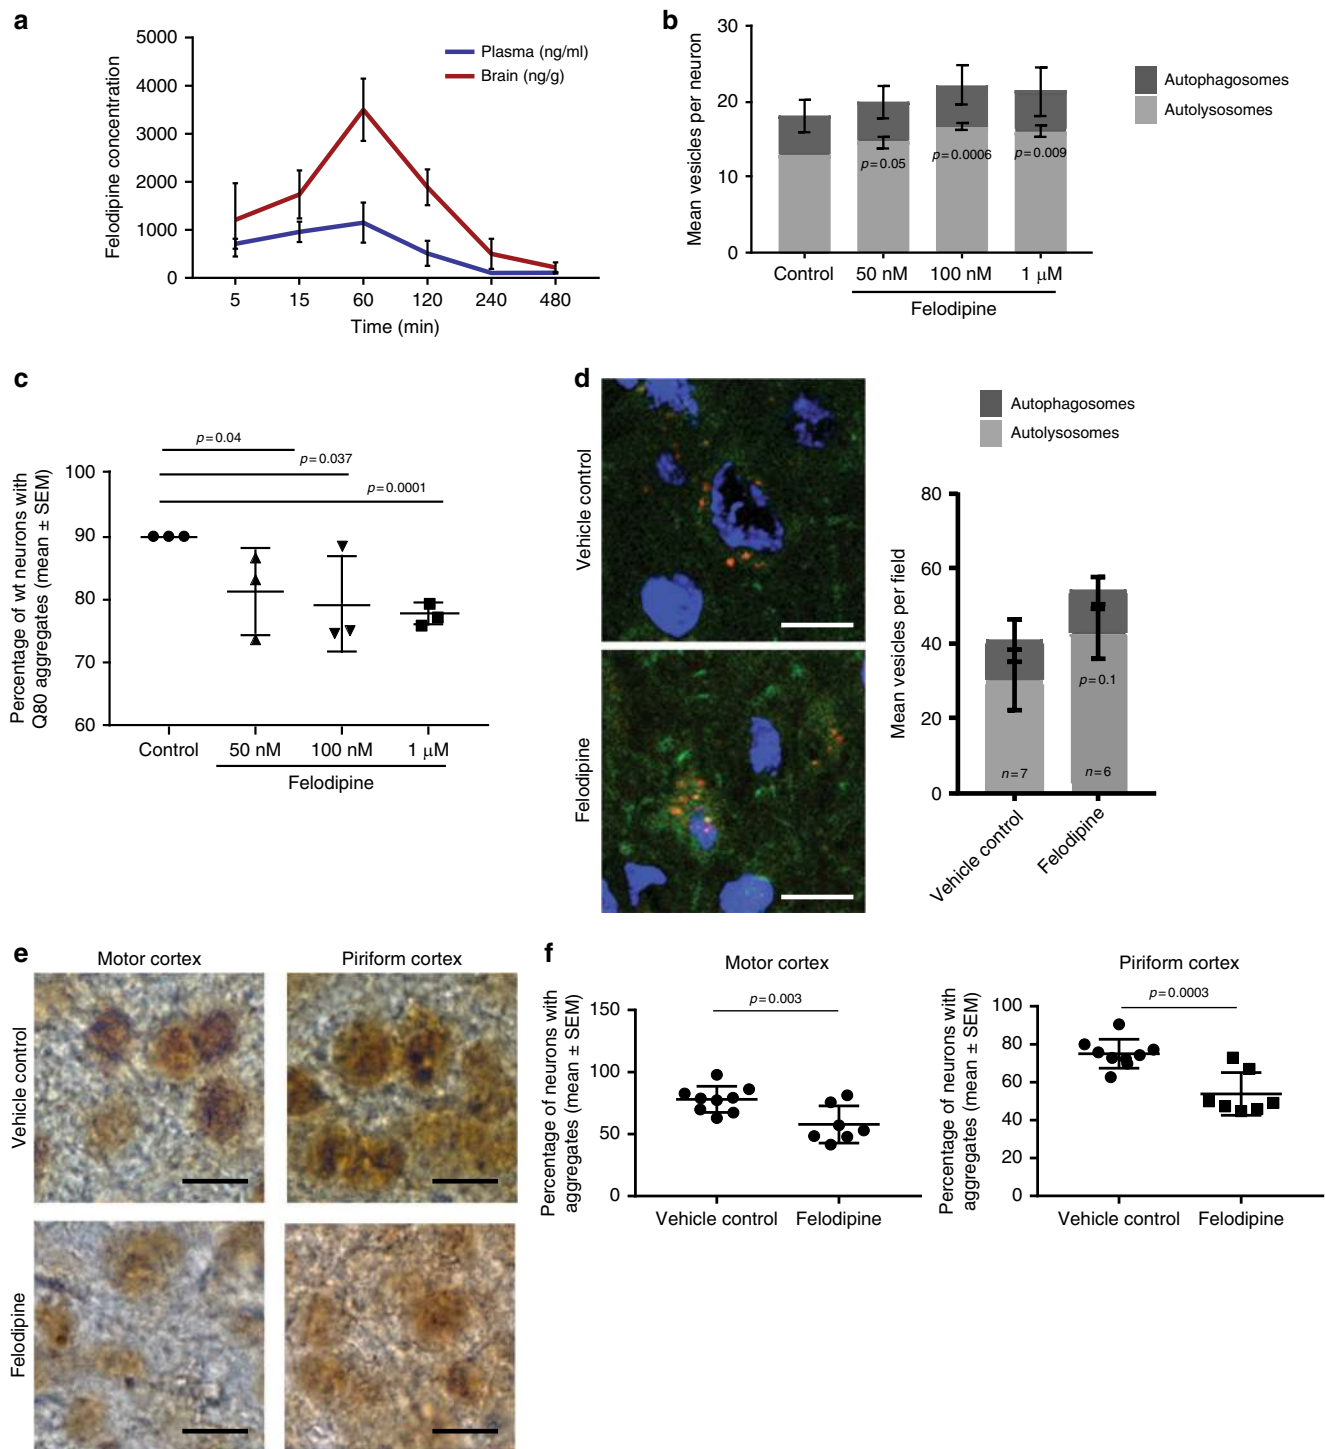 a
5000
4000
3000
2000
1000
0
Felodipine concentration
Plasma (ng/ml)
Brain (ng/g)
5 15 60 120 240 480
Time (min)
b
30
20
10
0
Mean vesicles per neuron
p=0.05
p=0.0006
p=0.009
Control 50 nM 100 nM 1 μM
Felodipine
Autophagosomes
Autolysosomes
c
p=0.04
p=0.037
p=0.0001
100
90
80
70
60
Percentage of wt neurons with
Q80 aggregates (mean ± SEM)
Control 50 nM 100 nM 1 μM
Felodipine
d
Vehicle control
Felodipine
Autophagosomes
Autolysosomes
80
60
40
20
0
Mean vesicles per field
p=0.1
n=7
n=6
Vehicle control
Felodipine
e
Motor cortex
Piriform cortex
Vehicle control
Felodipine
f
Motor cortex
p=0.003
150
100
50
0
Percentage of neurons with
aggregates (mean ± SEM)
Vehicle control Felodipine
Piriform cortex
p=0.0003
100
80
60
40
20
0
Percentage of neurons with
aggregates (mean ± SEM)
Vehicle control Felodipine